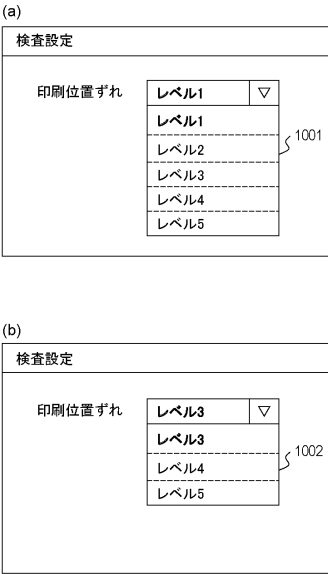 (a)
検査設定
印刷位置ずれ
レベル1 ▽
レベル1
レベル2
1001
レベル3
レベル4
レベル5
(b)
検査設定
印刷位置ずれ
レベル3 ▽
レベル3
レベル4
1002
レベル5